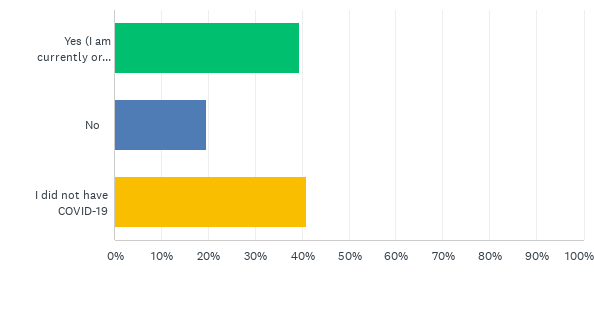 Yes (I am
currently or...
No
I did not have
COVID-19
0% 10% 20% 30% 40% 50% 60% 70% 80% 90% 100%